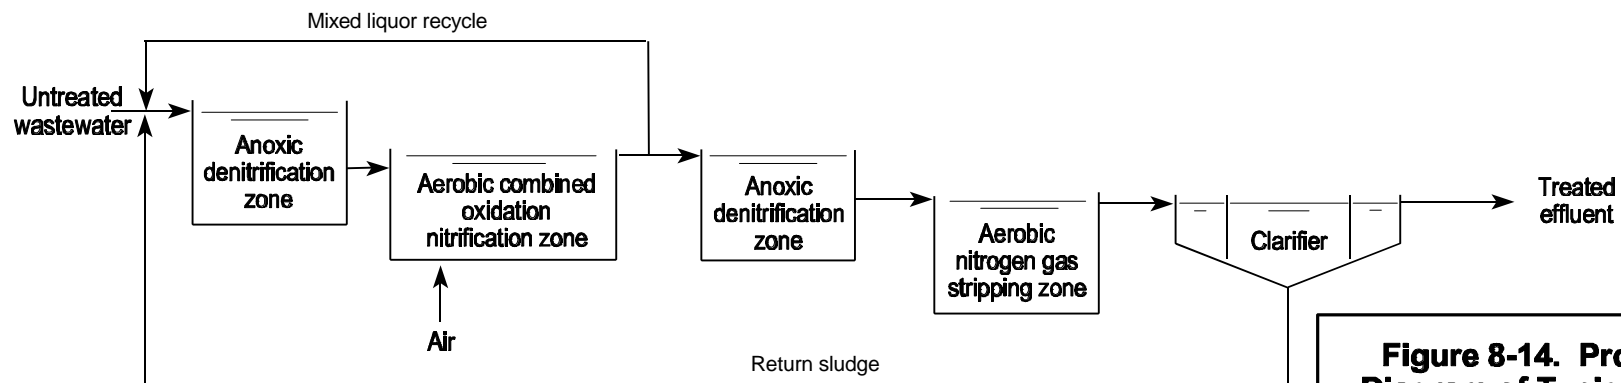 Mixed liquor recycle
Untreated
wastewater
Anoxic
denitrification
zone
Aerobic combined
oxidation
nitrification zone
Air
Anoxic
denitrification
zone
Aerobic
nitrogen gas
stripping zone
Clarifier
Treated
effluent
Return sludge
Figure 8-14. Pro